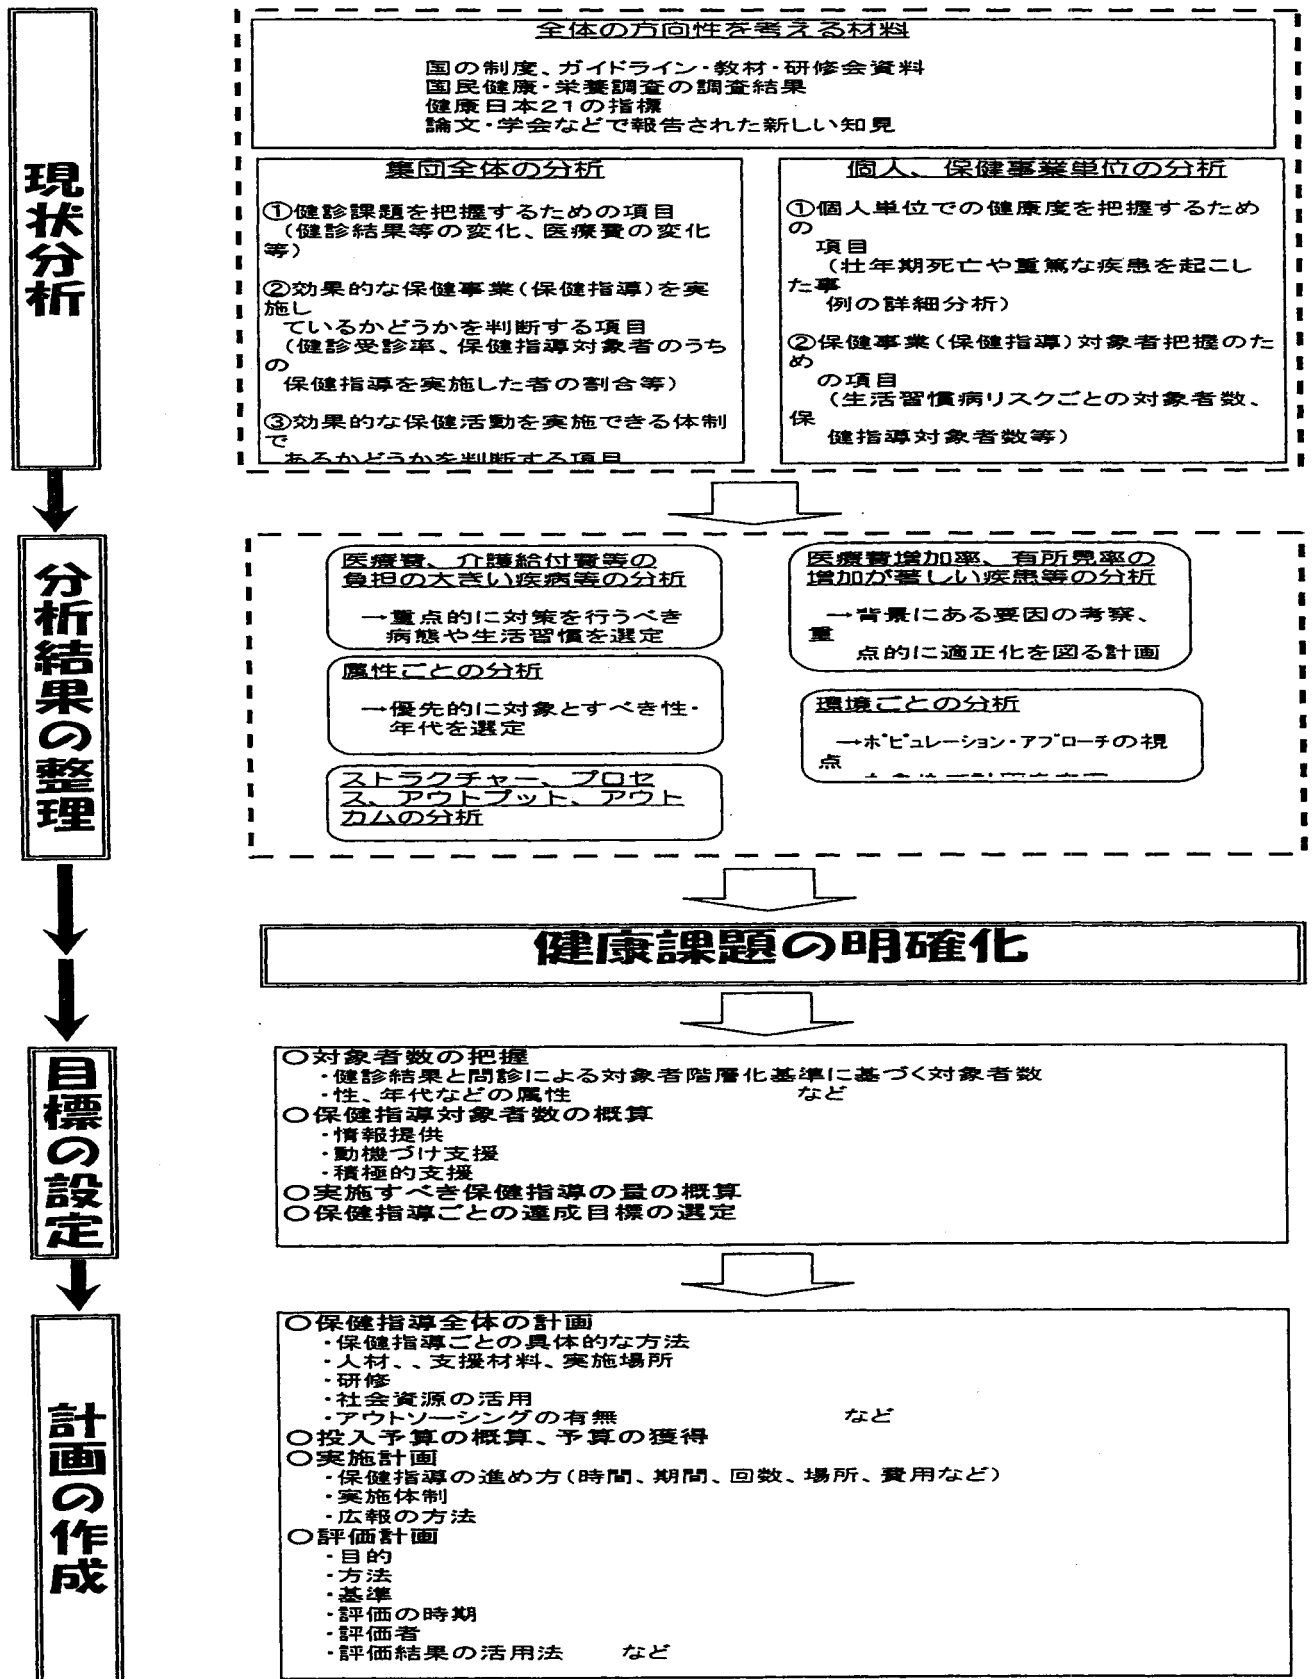 現状分析
全体の方向性を考える材料
国の制度、ガイドライン・教材・研修会資料
国民健康・栄養調査の調査結果
健康日本21の指標
論文・学会などで報告された新しい知見
集団全体の分析
①健診課題を把握するための項目
(健診結果等の変化、医療費の変化
等)
②効果的な保健事業(保健指導)を実
施し
ているかどうかを判断する項目
(健診受診率、保健指導対象者のうち
の
保健指導を実施した者の割合等)
③効果的な保健活動を実施できる体制
で
あるかどうかを判断する項目
個人、保健事業単位の分析
①個人単位での健康度を把握するため
の
項目
(壮年期死亡や重篤な疾患を起こし
た事
例の詳細分析)
②保健事業(保健指導)対象者把握のた
め
の項目
(生活習慣病リスクごとの対象者数、
保
健指導対象者数等)
分析結果の整理
医療費、介護給付費等の
負担の大きい疾病等の分析
→重点的に対策を行うべき
病態や生活習慣を選定
属性ごとの分析
→優先的に対象とすべき性・
年代を選定
ストラクチャー、プロセ
ス、アウトプット、アウト
カムの分析
医療費増加率、有所見率の
増加が著しい疾患等の分析
→背景にある要因の考察、
重
点的に適正化を図る計画
環境ごとの分析
→ポピュレーション・アプローチの視
点
健康課題の明確化
目標の設定
○対象者数の把握
・健診結果と問診による対象者階層化基準に基づく対象者数
・性、年代などの属性 など
○保健指導対象者数の概算
・情報提供
・動機づけ支援
・積極的支援
○実施すべき保健指導の量の概算
○保健指導ごとの達成目標の選定
計画の作成
○保健指導全体の計画
・保健指導ごとの具体的な方法
・人材、、支援材料、実施場所
・研修
・社会資源の活用
・アウトソーシングの有無 など
○投入予算の概算、予算の獲得
○実施計画
・保健指導の進め方(時間、期間、回数、場所、費用など)
・実施体制
・広報の方法
○評価計画
・目的
・方法
・基準
・評価の時期
・評価者
・評価結果の活用法 など